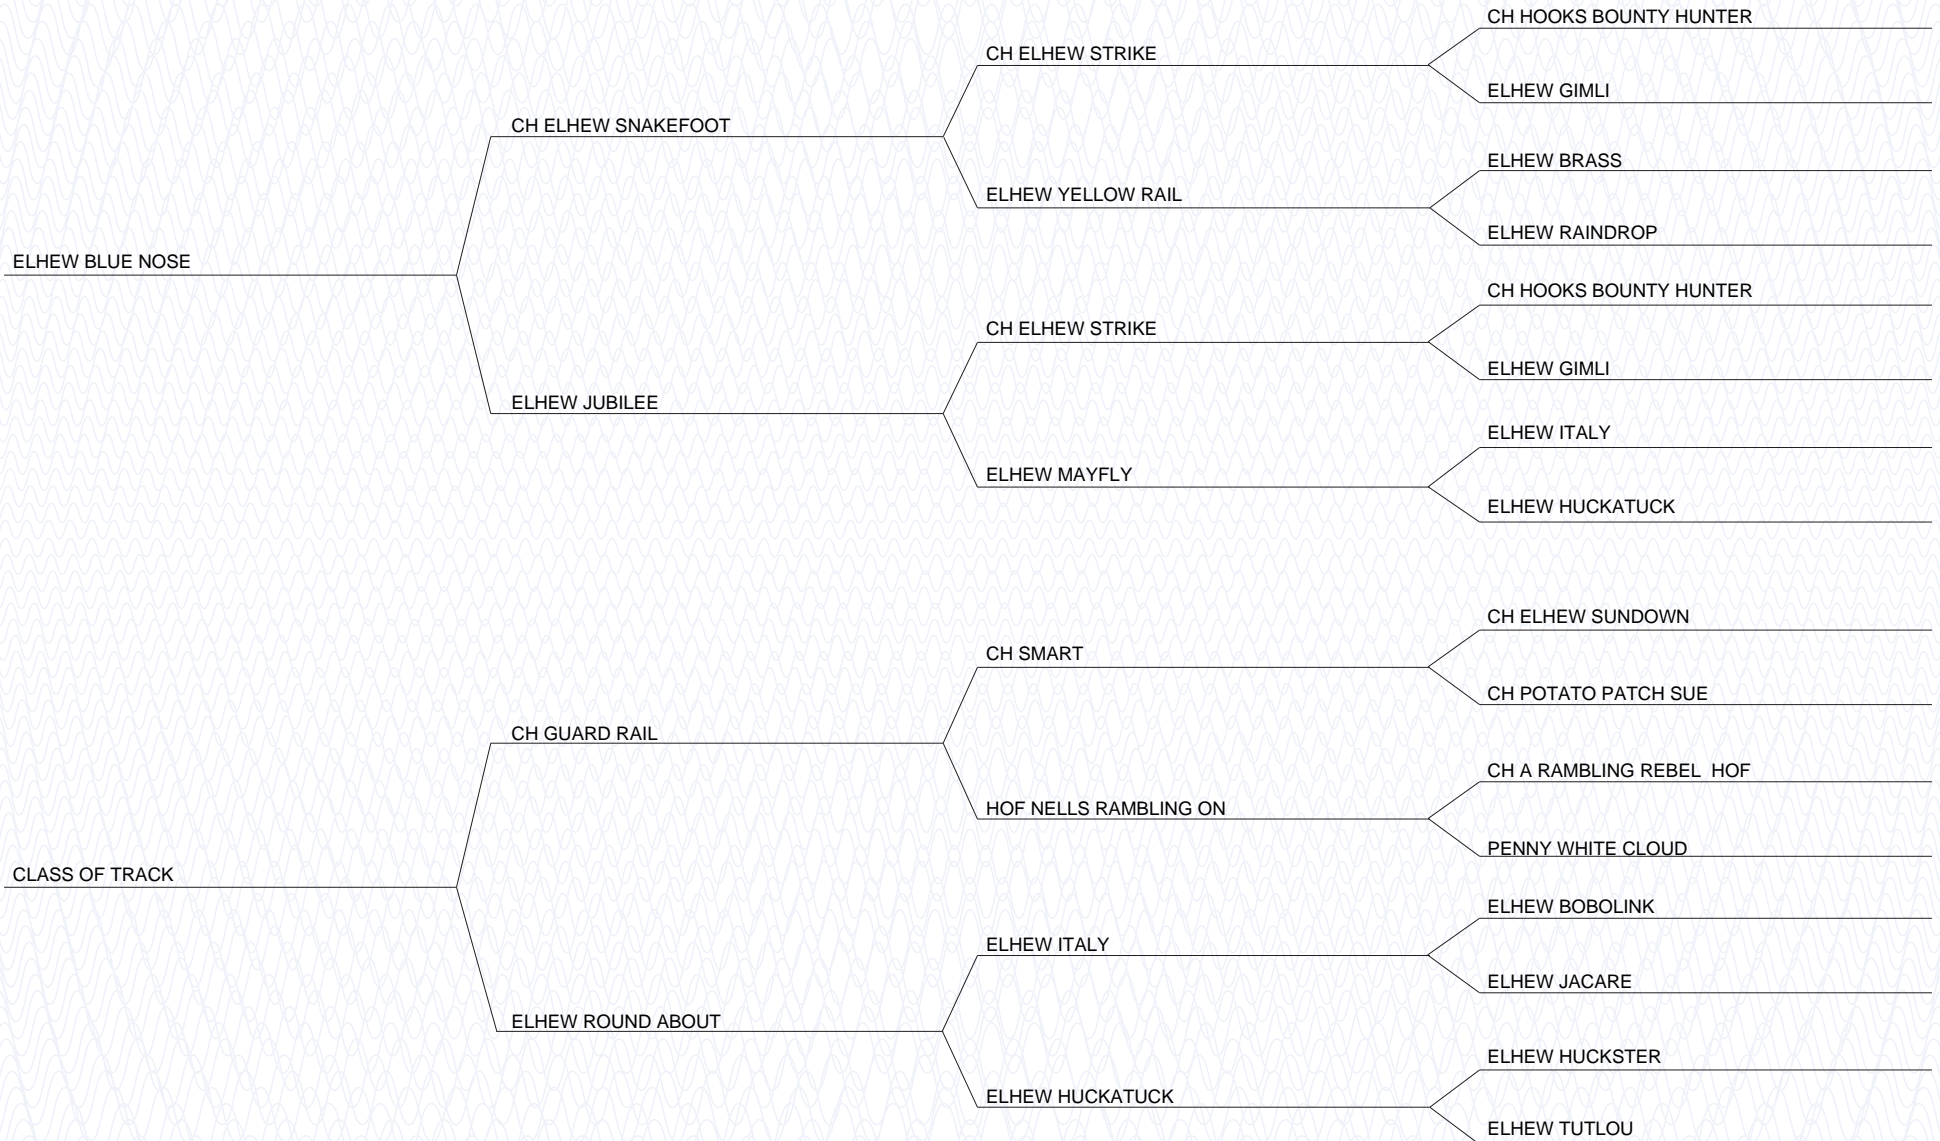 CH HOOKS BOUNTY HUNTER
CH ELHEW STRIKE
ELHEW GIMLI
CH ELHEW SNAKEFOOT
ELHEW BRASS
ELHEW YELLOW RAIL
ELHEW RAINDROP
ELHEW BLUE NOSE
CH HOOKS BOUNTY HUNTER
CH ELHEW STRIKE
ELHEW GIMLI
ELHEW JUBILEE
ELHEW ITALY
ELHEW MAYFLY
ELHEW HUCKATUCK
CH ELHEW SUNDOWN
CH SMART
CH POTATO PATCH SUE
CH GUARD RAIL
CH A RAMBLING REBEL  HOF
HOF NELLS RAMBLING ON
PENNY WHITE CLOUD
CLASS OF TRACK
ELHEW BOBOLINK
ELHEW ITALY
ELHEW JACARE
ELHEW ROUND ABOUT
ELHEW HUCKSTER
ELHEW HUCKATUCK
ELHEW TUTLOU